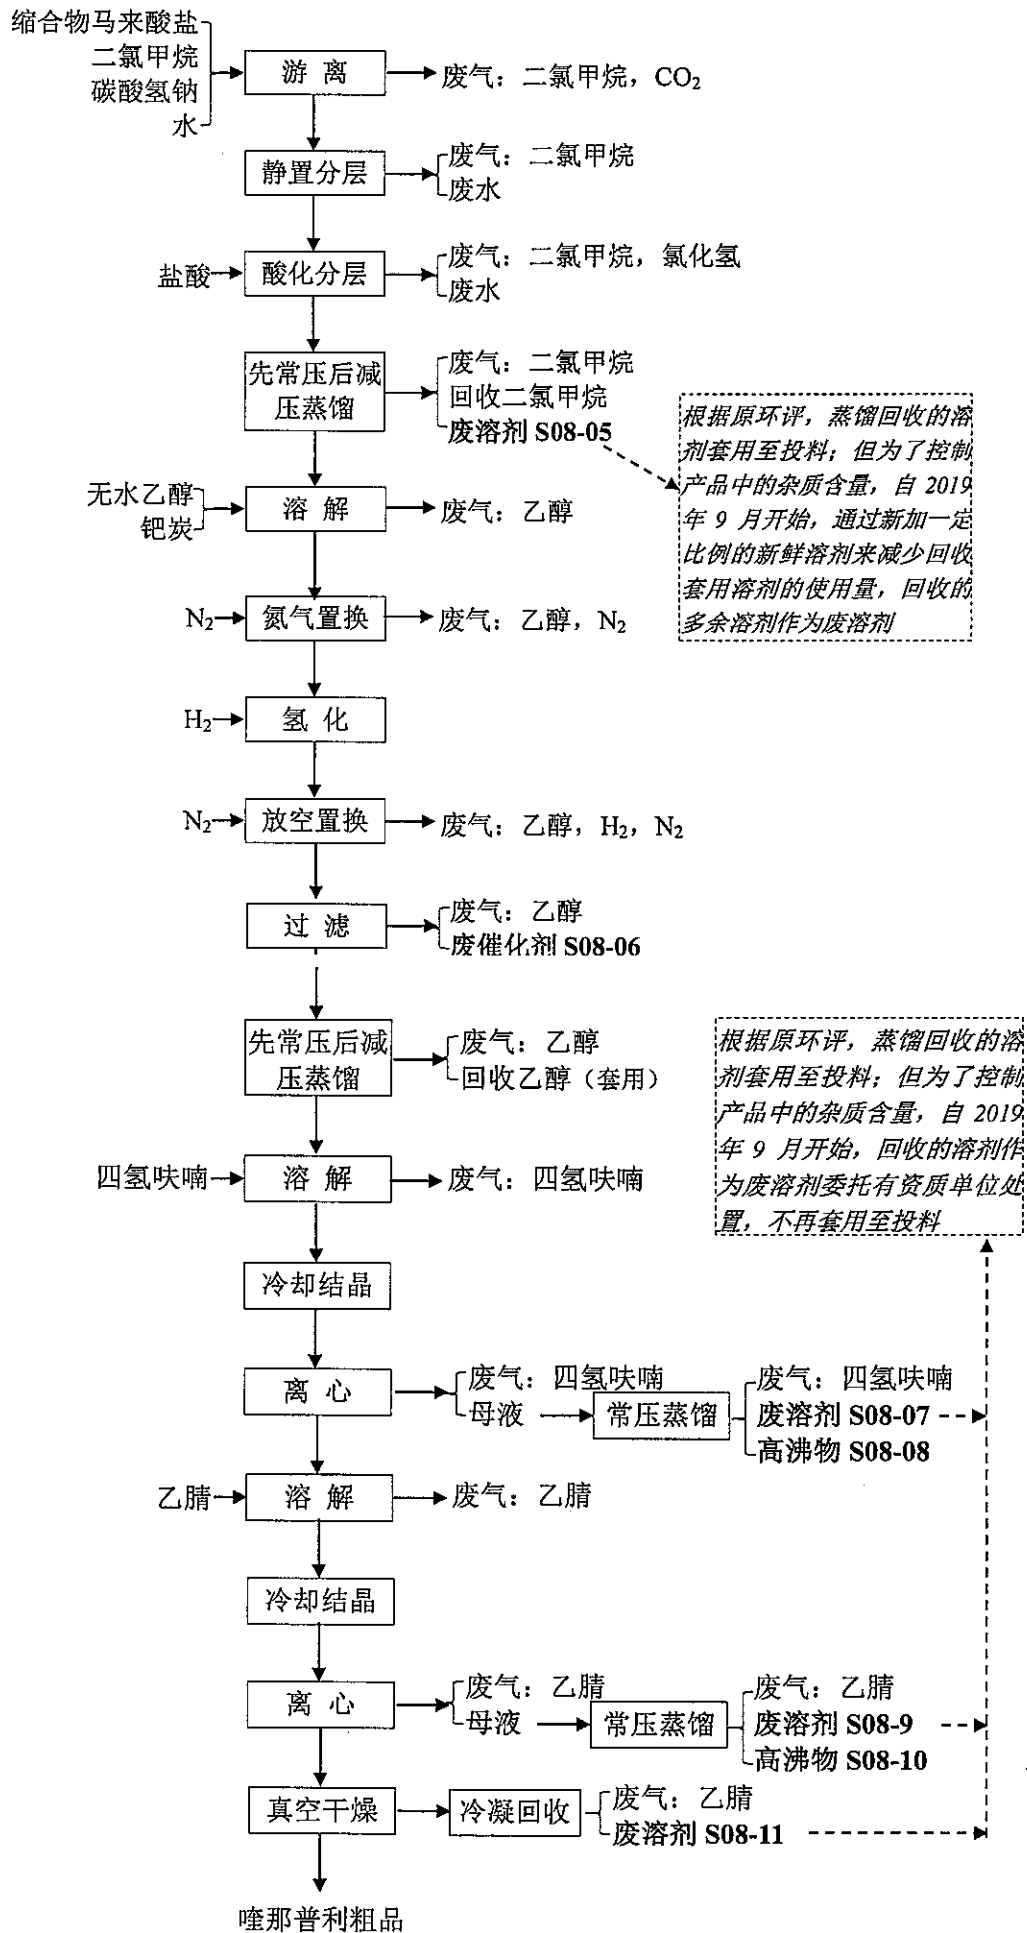 缩合物马来酸盐
二氯甲烷
碳酸氢钠
水
游 离
废气：二氯甲烷，CO₂
静置分层
废气：二氯甲烷
废水
盐酸
酸化分层
废气：二氯甲烷，氯化氢
废水
先常压后减
压蒸馏
废气：二氯甲烷
回收二氯甲烷
废溶剂 S08-05
根据原环评，蒸馏回收的溶
剂套用至投料；但为了控制
产品中的杂质含量，自 2019
年 9 月开始，通过新加一定
比例的新鲜溶剂来减少回收
套用溶剂的使用量，回收的
多余溶剂作为废溶剂
无水乙醇
钯炭
溶 解
废气：乙醇
N₂
氮气置换
废气：乙醇，N₂
H₂
氢 化
N₂
放空置换
废气：乙醇，H₂，N₂
过 滤
废气：乙醇
废催化剂 S08-06
先常压后减
压蒸馏
废气：乙醇
回收乙醇（套用）
根据原环评，蒸馏回收的溶
剂套用至投料；但为了控制
产品中的杂质含量，自 2019
年 9 月开始，回收的溶剂作
为废溶剂委托有资质单位处
置，不再套用至投料
四氢呋喃
溶 解
废气：四氢呋喃
冷却结晶
离 心
废气：四氢呋喃
母液
常压蒸馏
废气：四氢呋喃
废溶剂 S08-07
高沸物 S08-08
乙腈
溶 解
废气：乙腈
冷却结晶
离 心
废气：乙腈
母液
常压蒸馏
废气：乙腈
废溶剂 S08-9
高沸物 S08-10
真空干燥
冷凝回收
废气：乙腈
废溶剂 S08-11
喹那普利粗品